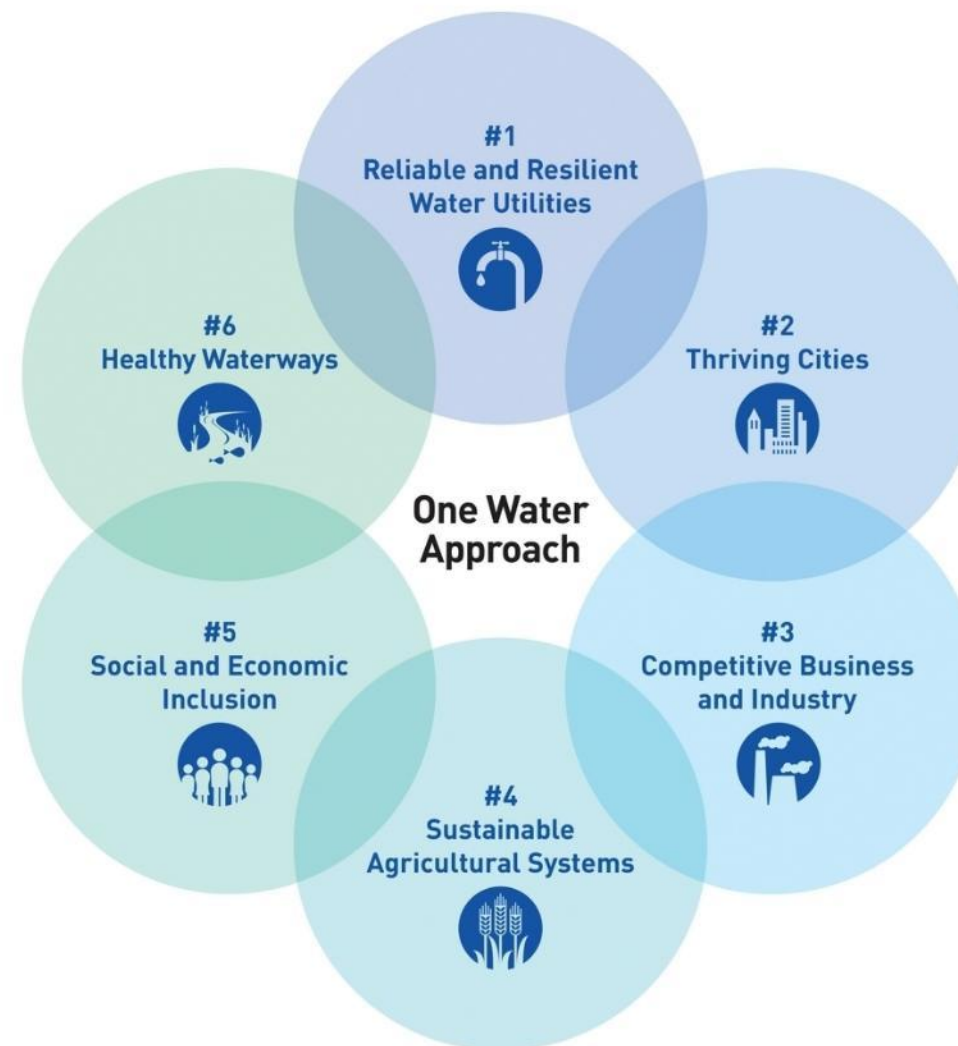 #1
Reliable and Resilient
Water Utilities
#2
Thriving Cities
#3
Competitive Business
and Industry
#4
Sustainable
Agricultural Systems
#5
Social and Economic
Inclusion
#6
Healthy Waterways
One Water
Approach